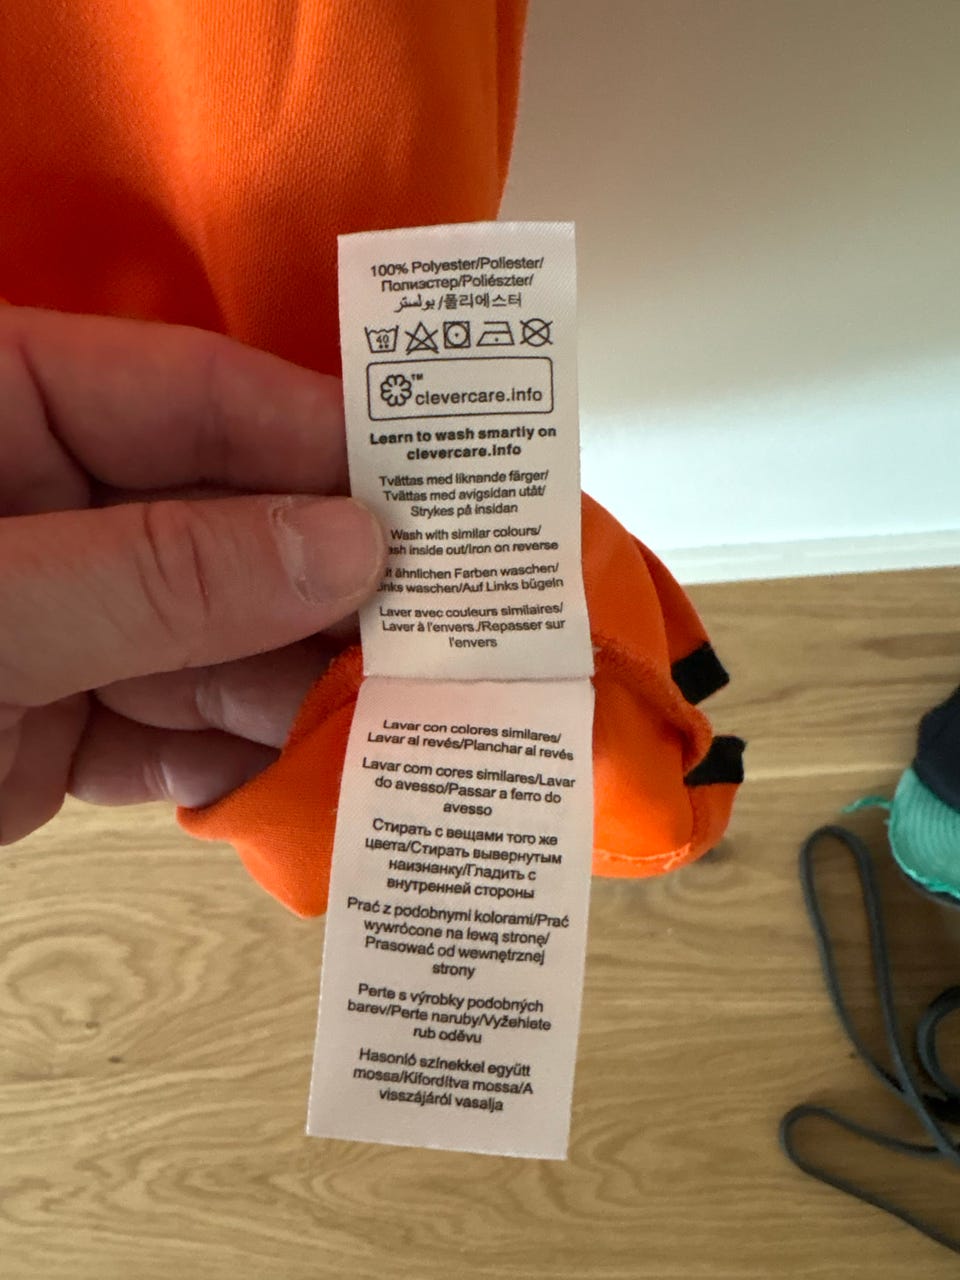 100% Polyester/Poliester/
Полиэстер/Poliészter/
بولستر/폴리에스터
40
™
clevercare.info
Learn to wash smartly on
clevercare.info
Tvättas med liknande färger/
Tvättas med avigsidan utåt/
Strykes på insidan
Wash with similar colours/
ash inside out/Iron on reverse
it ähnlichen Farben waschen/
inks waschen/Auf Links bügeln
Laver avec couleurs similaires/
Laver à l'envers./Repasser sur
l'envers
Lavar con colores similares/
Lavar al revés/Planchar al revés
Lavar com cores similares/Lavar
do avesso/Passar a ferro do
avesso
Стирать с вещами того же
цвета/Стирать вывернутым
наизнанку/Гладить с
внутренней стороны
Prać z podobnymi kolorami/Prać
wywrócone na lewą stronę/
Prasować od wewnętrznej
strony
Perte s výrobky podobných
barev/Perte naruby/Vyžehlete
rub oděvu
Hasonló színekkel együtt
mossa/Kifordítva mossa/A
visszájáról vasalja